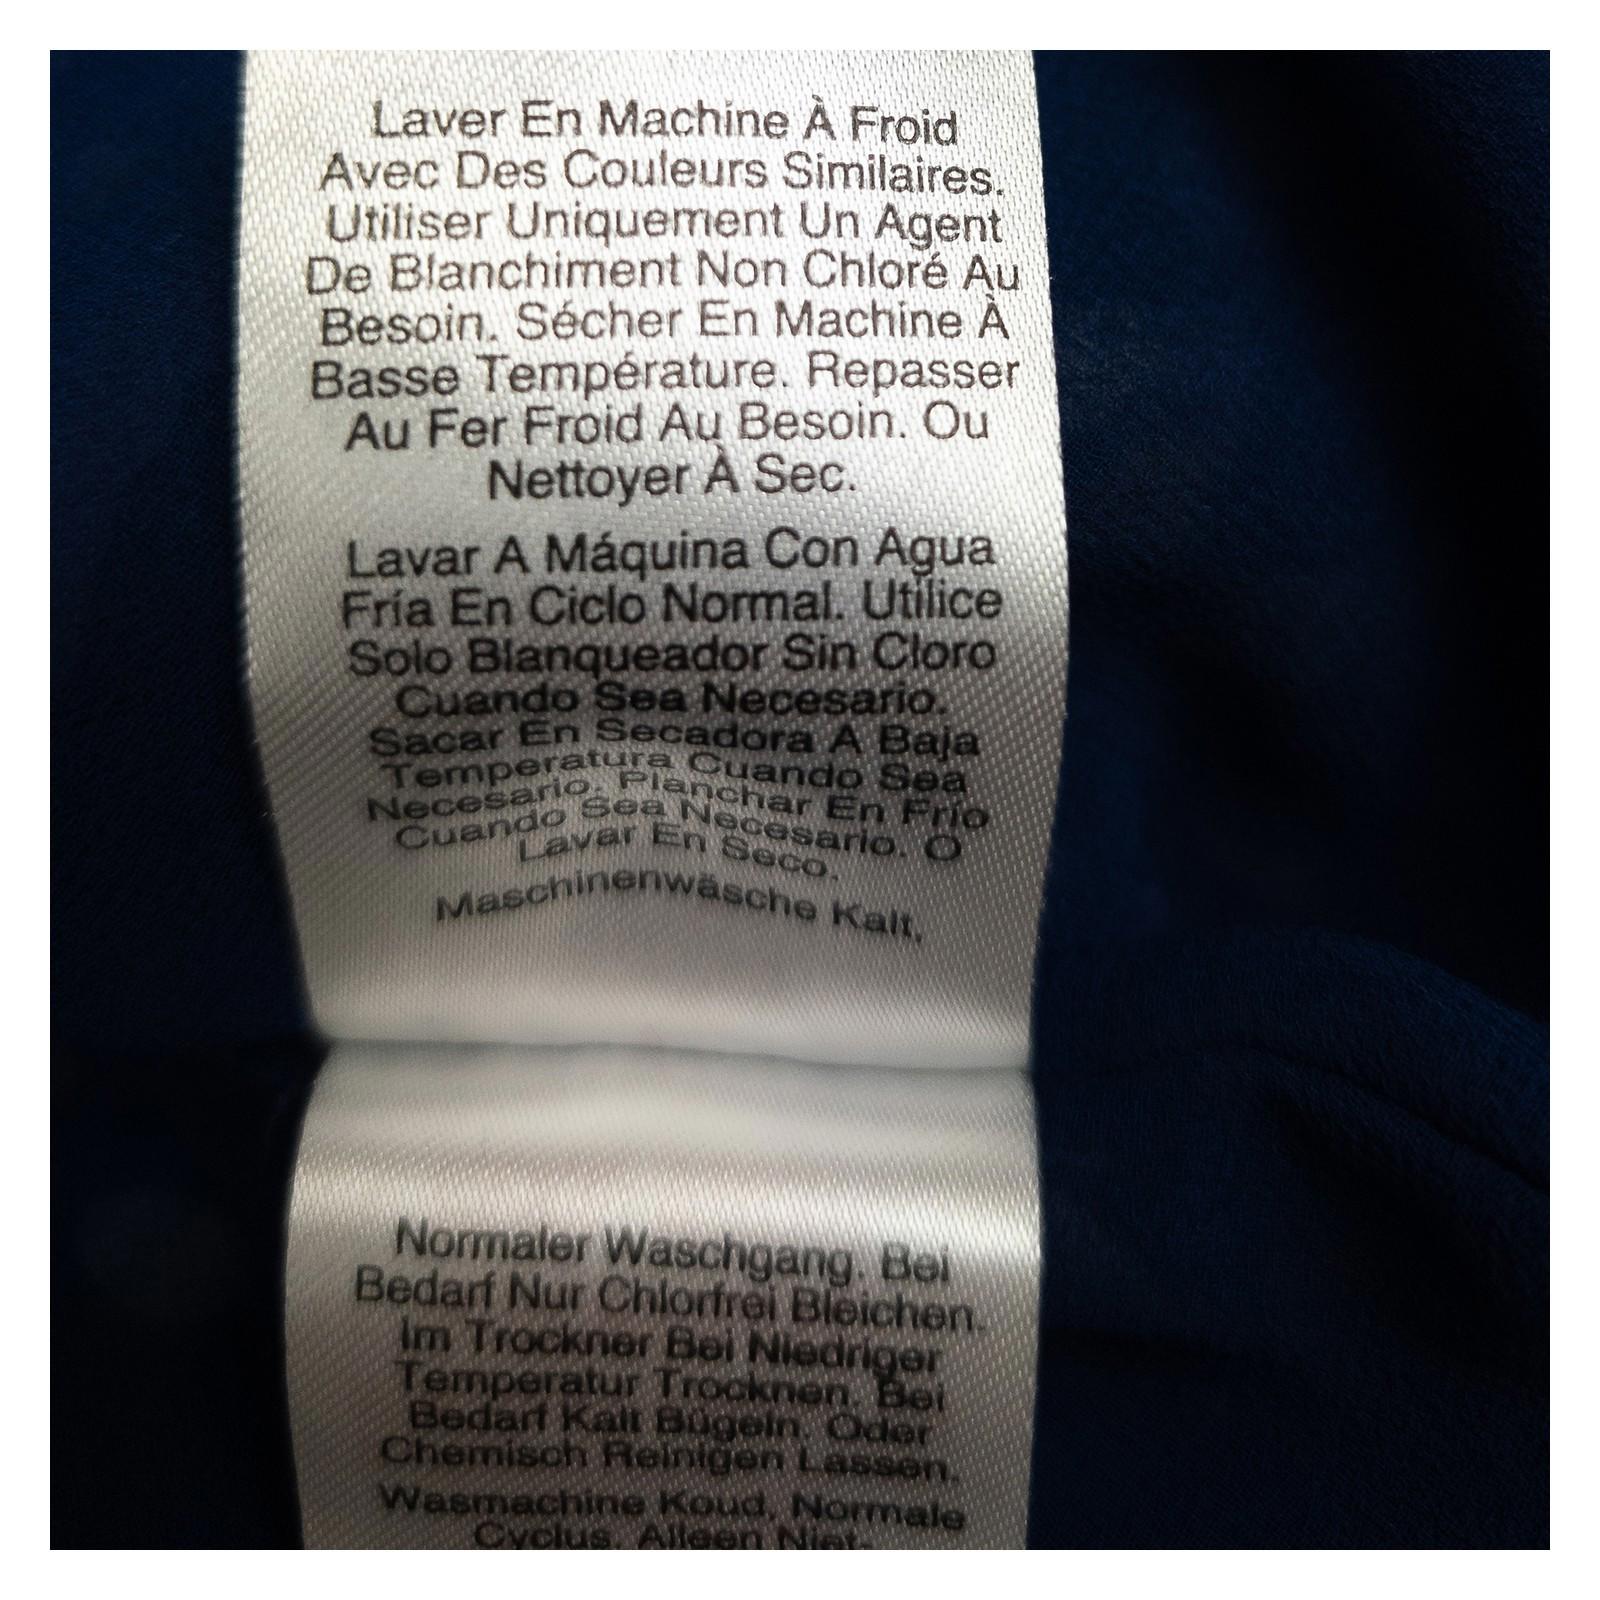 Laver En Machine À Froid
Avec Des Couleurs Similaires.
Utiliser Uniquement Un Agent
De Blanchiment Non Chloré Au
Besoin. Sécher En Machine À
Basse Température. Repasser
Au Fer Froid Au Besoin. Ou
Nettoyer À Sec.
Lavar A Máquina Con Agua
Fría En Ciclo Normal. Utilice
Solo Blanqueador Sin Cloro
Cuando Sea Necesario.
Sacar En Secadora A Baja
Temperatura Cuando Sea
Necesario. Planchar En Frío
Cuando Sea Necesario. O
Lavar En Seco.
Maschinenwäsche Kalt,
Normaler Waschgang. Bei
Bedarf Nur Chlorfrei Bleichen.
Im Trockner Bei Niedriger
Temperatur Trocknen. Bei
Bedarf Kalt Bügeln. Oder
Chemisch Reinigen Lassen.
Wasmachine Koud, Normale
Cyclus. Alleen Niet-